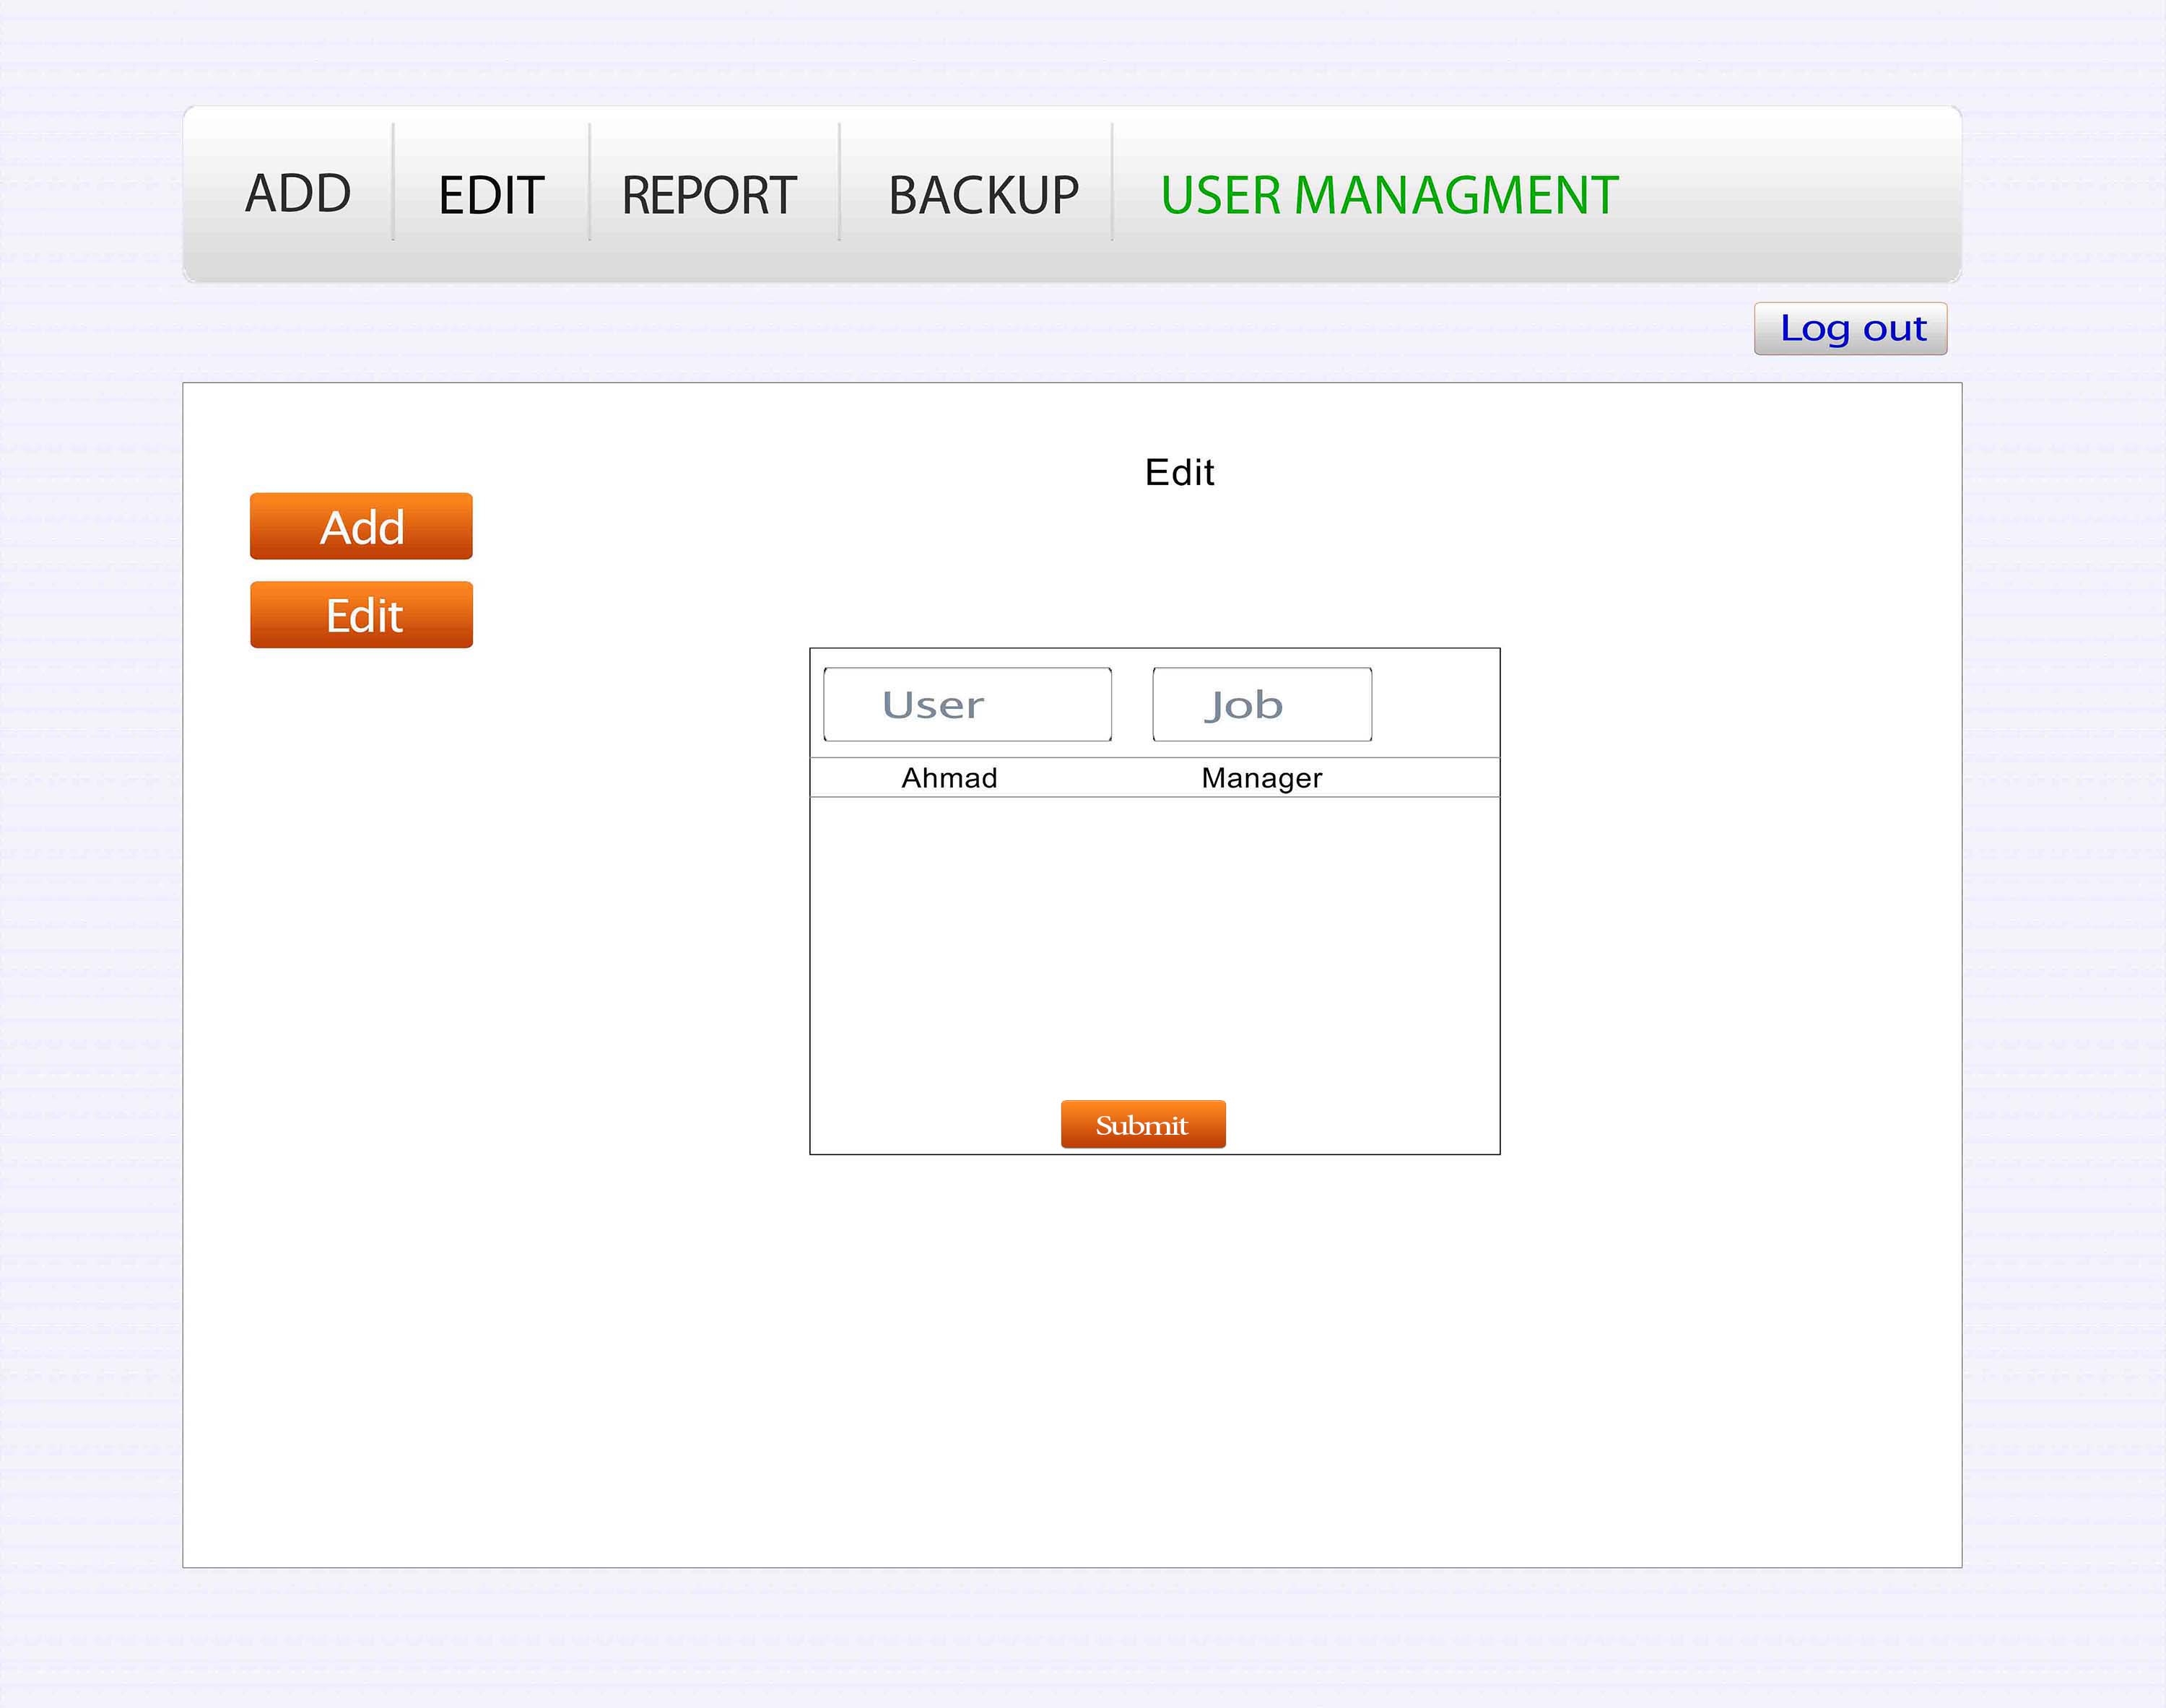 ADD EDIT REPORT BACKUP USER MANAGMENT
Log out
Edit
Add
Edit
User Job
Ahmad Manager
Submit